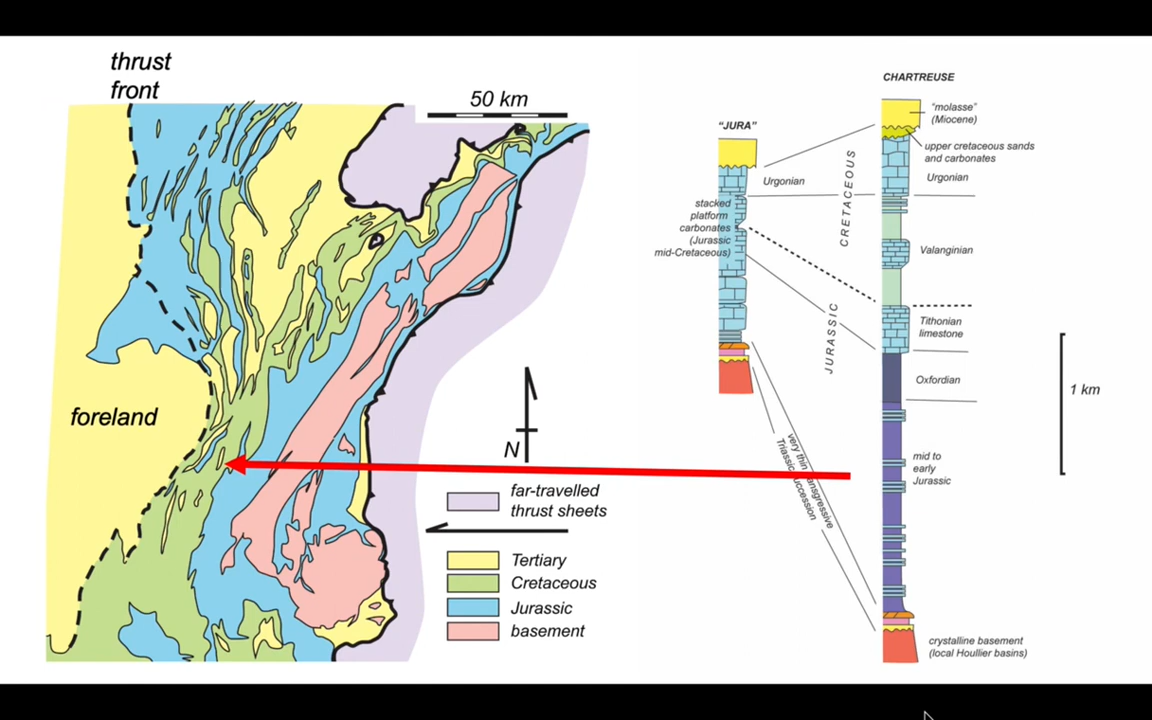 thrust
front
50 km
foreland
N
far-travelled
thrust sheets
Tertiary
Cretaceous
Jurassic
basement
"JURA"
Urgonian
stacked
platform
carbonates
(Jurassic
mid-Cretaceous)
CRETACEOUS
JURASSIC
very thin transgressive
Triassic succession
CHARTREUSE
"molasse"
(Miocene)
upper cretaceous sands
and carbonates
Urgonian
Valanginian
Tithonian
limestone
Oxfordian
mid to
early
Jurassic
crystalline basement
(local Houllier basins)
1 km